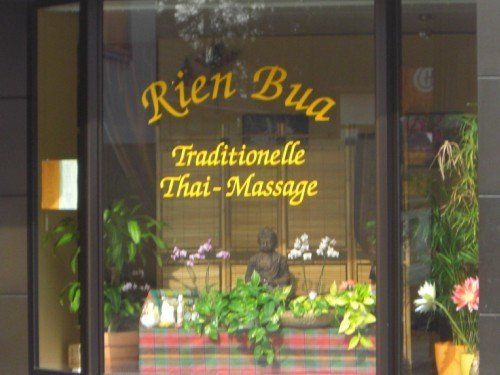 Rien Bua
Traditionelle
Thai-Massage